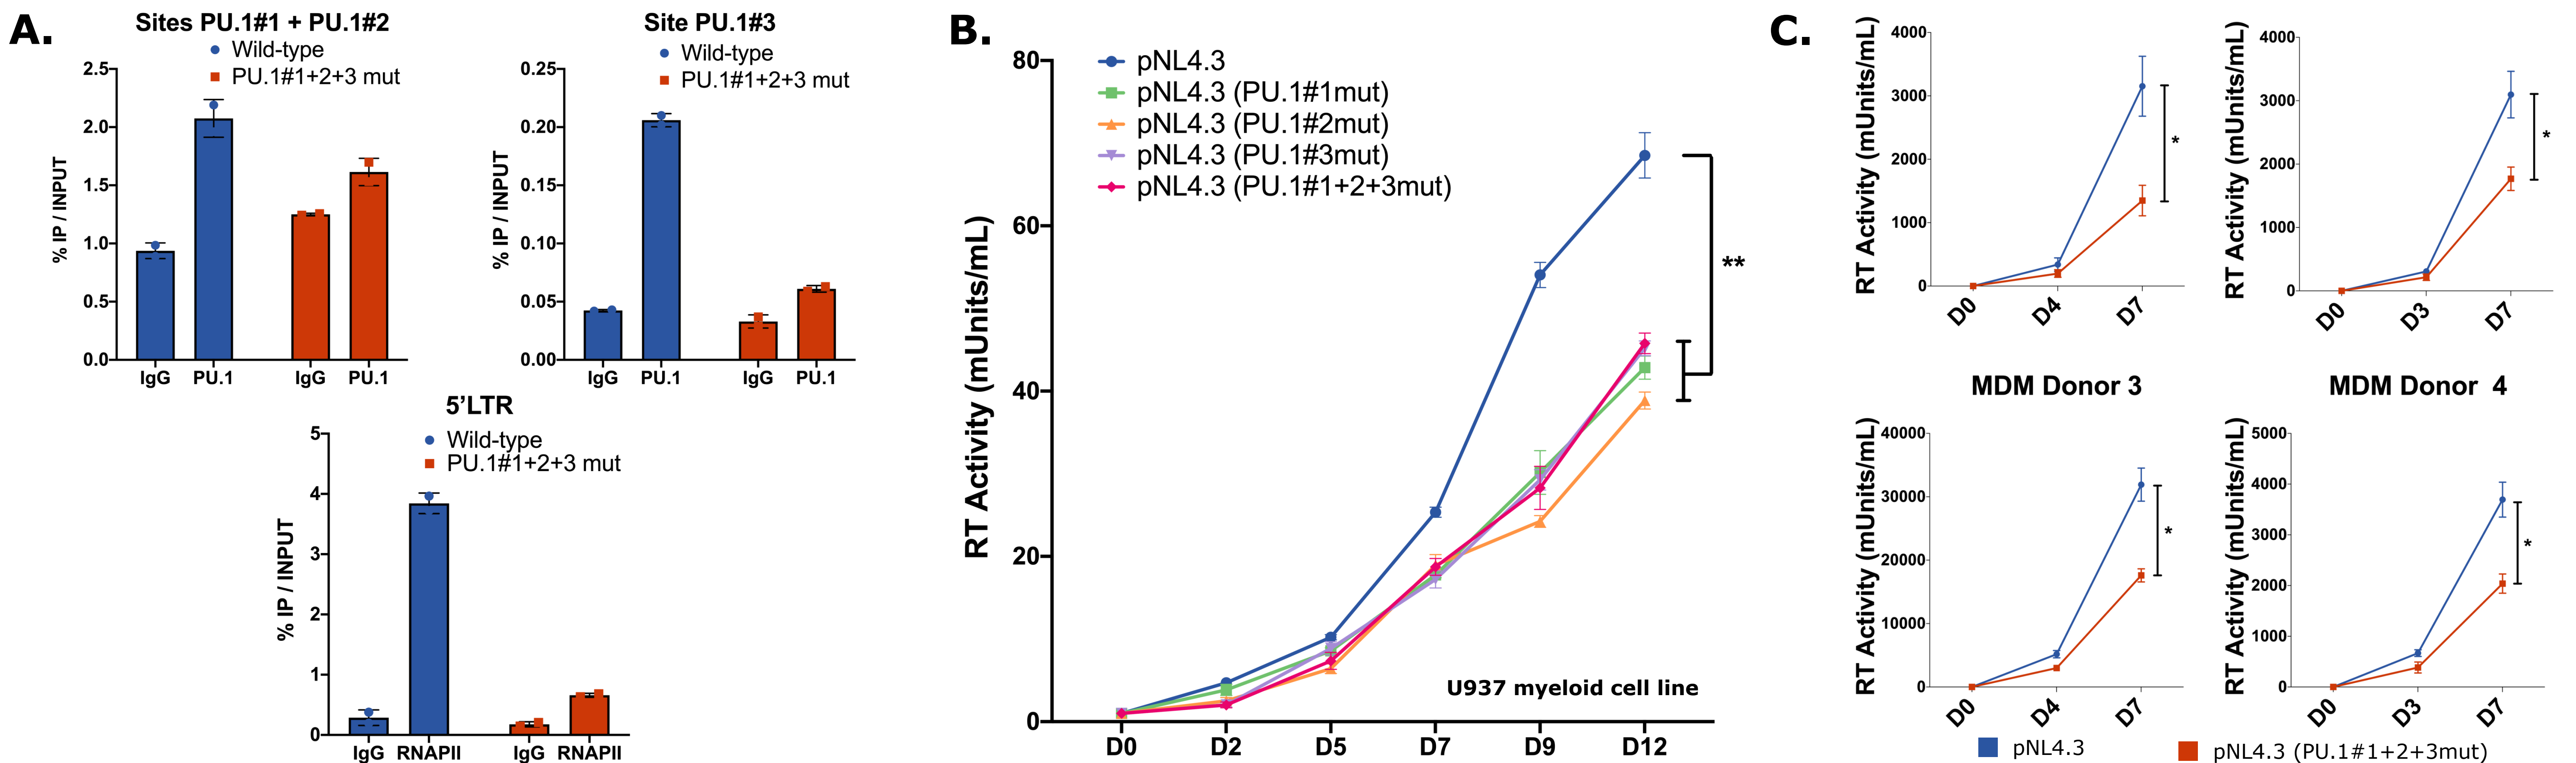 A.
Sites PU.1#1 + PU.1#2
Wild-type
PU.1#1+2+3 mut
% IP / INPUT
2.5
2.0
1.5
1.0
0.5
0.0
IgG PU.1 IgG PU.1
Site PU.1#3
Wild-type
PU.1#1+2+3 mut
% IP / INPUT
0.25
0.20
0.15
0.10
0.05
0.00
IgG PU.1 IgG PU.1
5'LTR
Wild-type
PU.1#1+2+3 mut
% IP / INPUT
5
4
3
2
1
0
IgG RNAPII IgG RNAPII
B.
pNL4.3
pNL4.3 (PU.1#1mut)
pNL4.3 (PU.1#2mut)
pNL4.3 (PU.1#3mut)
pNL4.3 (PU.1#1+2+3mut)
RT Activity (mUnits/mL)
80
60
40
20
0
**
U937 myeloid cell line
D0 D2 D5 D7 D9 D12
C.
RT Activity (mUnits/mL)
4000
3000
2000
1000
0
*
D0 D4 D7
RT Activity (mUnits/mL)
4000
3000
2000
1000
0
*
D0 D3 D7
MDM Donor 3
RT Activity (mUnits/mL)
40000
30000
20000
10000
0
*
D0 D4 D7
MDM Donor 4
RT Activity (mUnits/mL)
5000
4000
3000
2000
1000
0
*
D0 D3 D7
pNL4.3
pNL4.3 (PU.1#1+2+3mut)